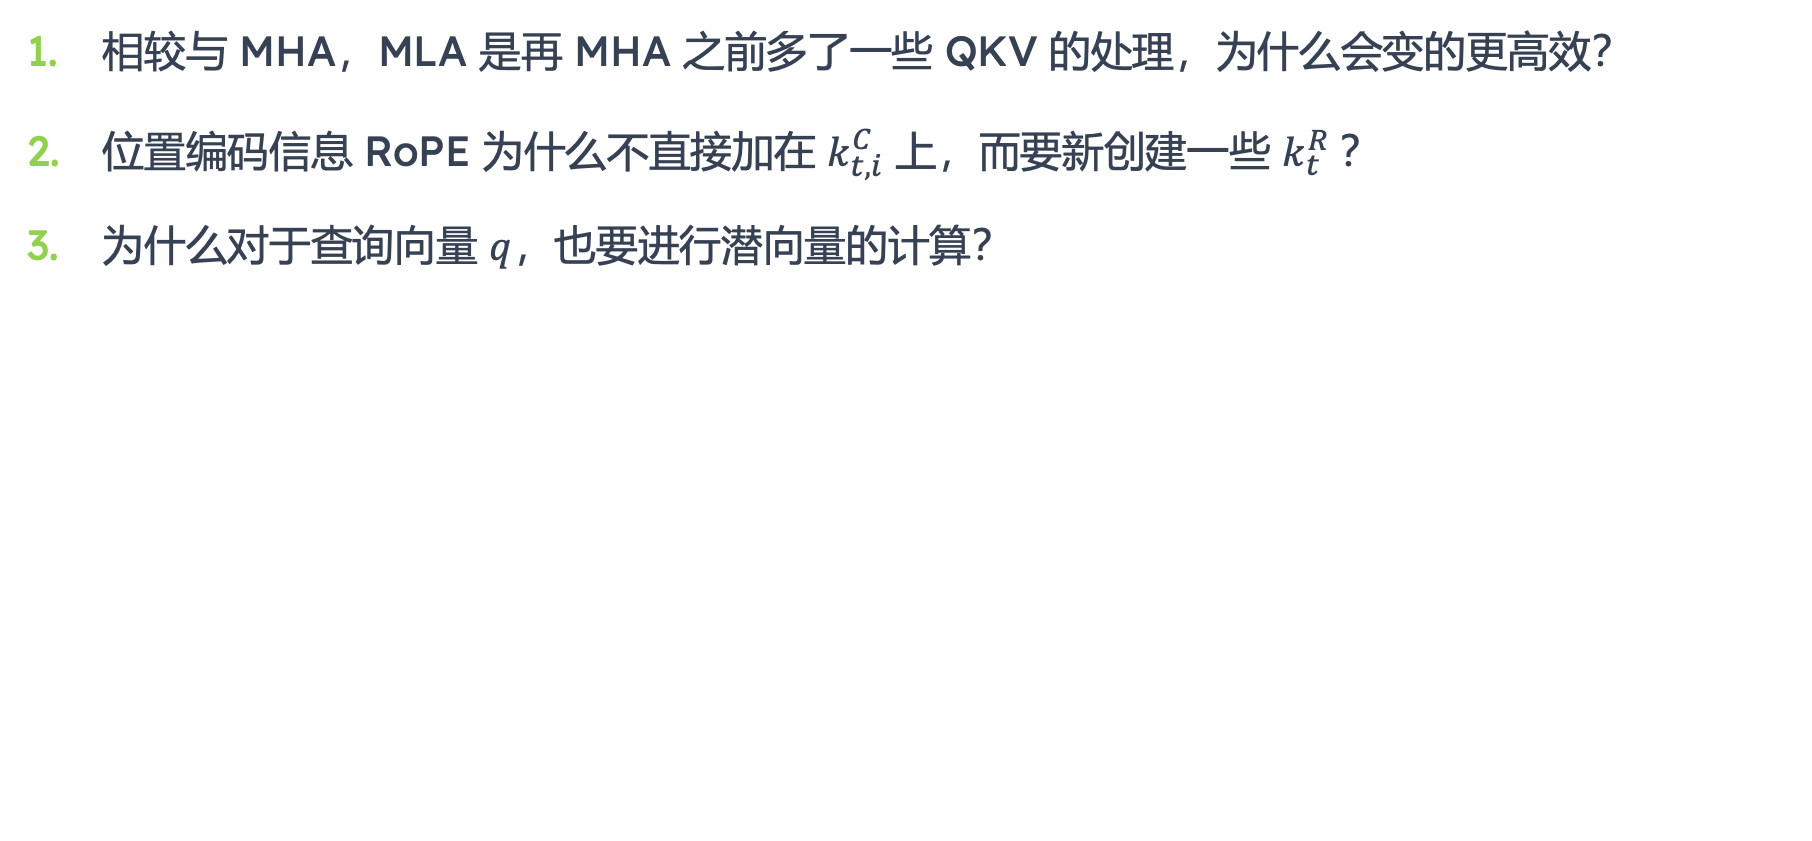 1. 相较与 MHA，MLA 是再 MHA 之前多了一些 QKV 的处理，为什么会变的更高效？
2. 位置编码信息 RoPE 为什么不直接加在 $k_{t,i}^{C}$ 上，而要新创建一些 $k_{t}^{R}$ ？
3. 为什么对于查询向量 $q$，也要进行潜向量的计算？